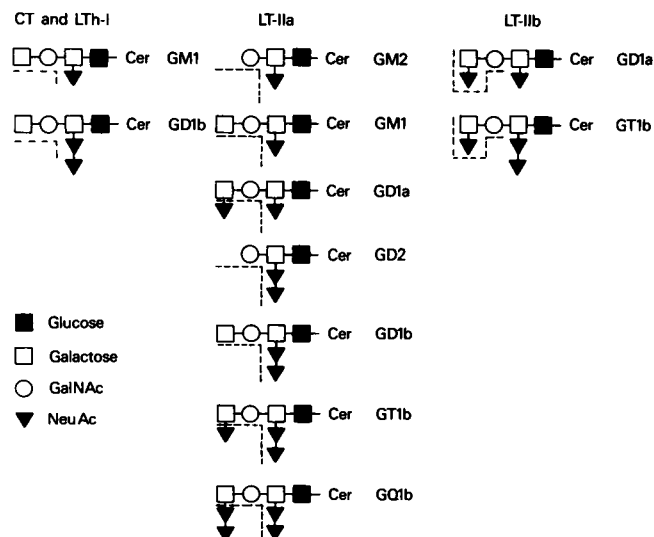 CT and LTh-I LT-IIa LT-IIb
Cer GM1 Cer GM2 Cer GD1a
Cer GD1b Cer GM1 Cer GT1b
Cer GD1a
Cer GD2
Glucose
Cer GD1b
Galactose
GalNAc
NeuAc
Cer GT1b
Cer GQ1b